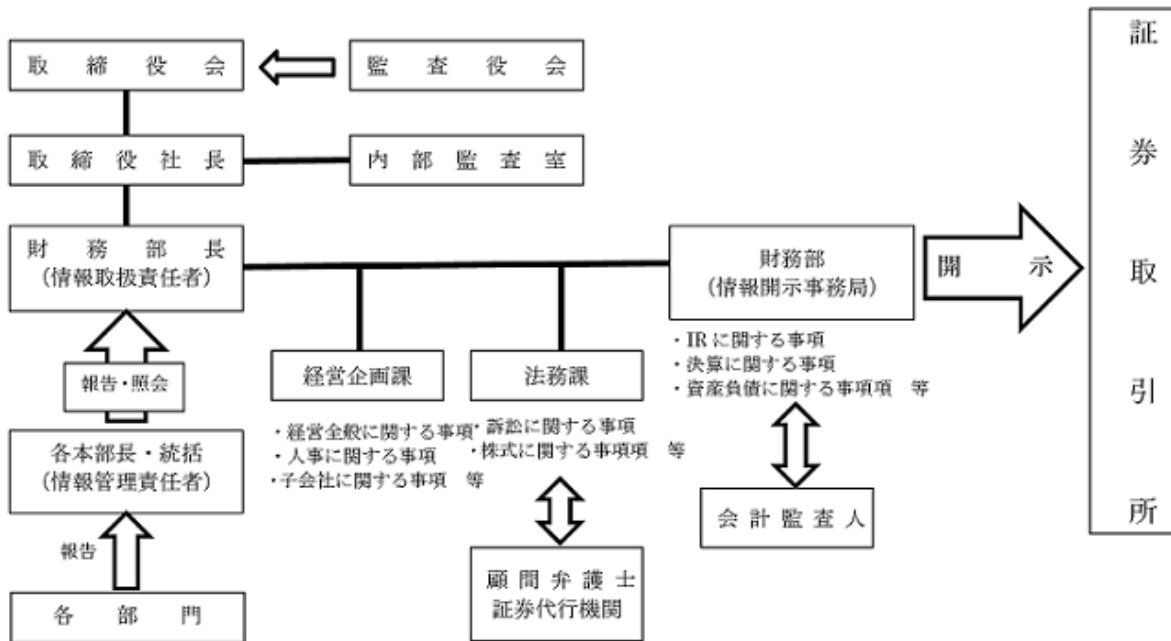 取締役会
監査役会
取締役社長
内部監査室
財務部長
(情報取扱責任者)
財務部
(情報開示事務局)
開示
証券取引所
・IRに関する事項
・決算に関する事項
・資産負債に関する事項項 等
報告・照会
経営企画課
法務課
・経営全般に関する事項
・人事に関する事項
・子会社に関する事項 等
・訴訟に関する事項
・株式に関する事項項 等
各本部長・統括
(情報管理責任者)
会計監査人
報告
顧問弁護士
証券代行機関
各部門